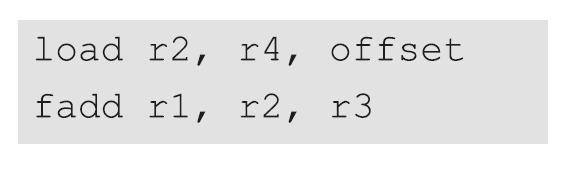 load r2, r4, offset
fadd r1, r2, r3